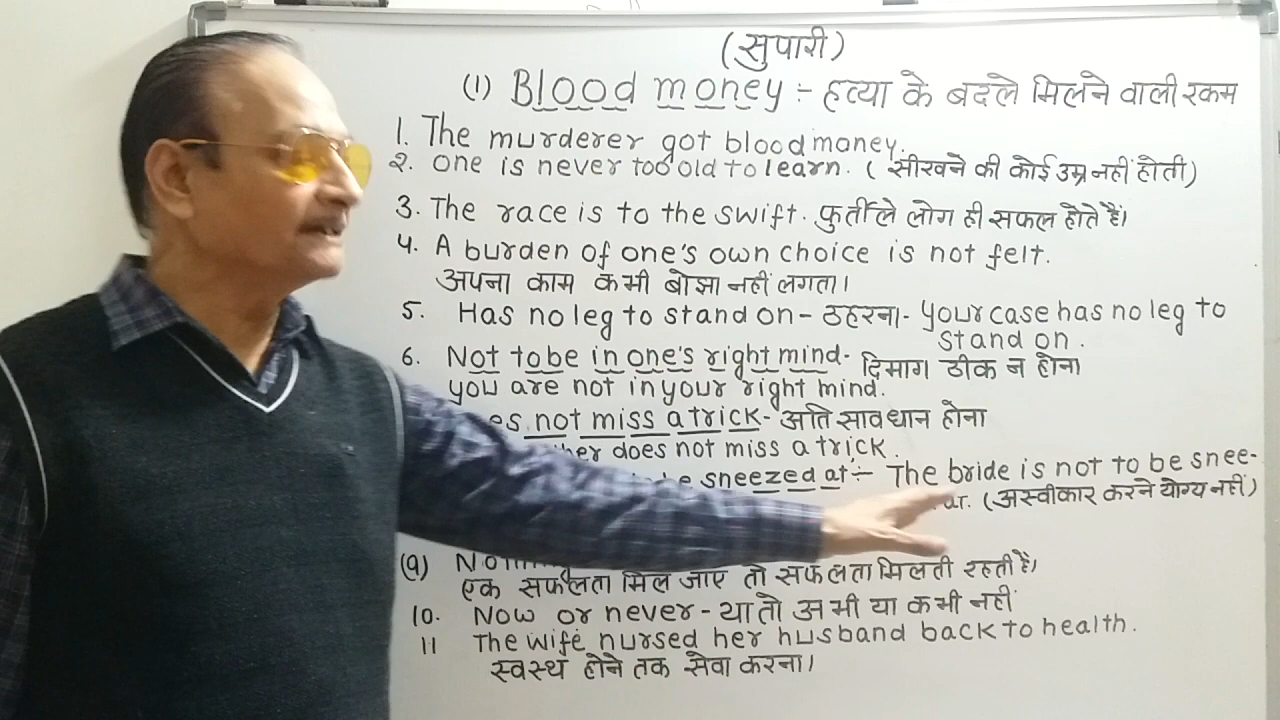 (सुपारी)
(1) Blood money :- हत्या के बदले मिलने वाली रकम
1. The murderer got blood money.
2. One is never too old to learn. (सीखने की कोई उम्र नहीं होती)
3. The race is to the swift. फुर्तीले लोग ही सफल होते हैं।
4. A burden of one's own choice is not felt.
अपना काम कभी बोझा नहीं लगता।
5. Has no leg to stand on - ठहरना - Your case has no leg to
stand on.
6. Not to be in one's right mind - दिमाग ठीक न होना
you are not in your right mind.
not miss a trick - अति सावधान होना
does not miss a trick.
sneezed at :- The bride is not to be snee-
at. (अस्वीकार करने योग्य नहीं)
(9)
एक सफलता मिल जाए तो सफलता मिलती रहती हैं।
10. Now or never - या तो अभी या कभी नहीं
11 The wife nursed her husband back to health.
स्वस्थ होने तक सेवा करना।